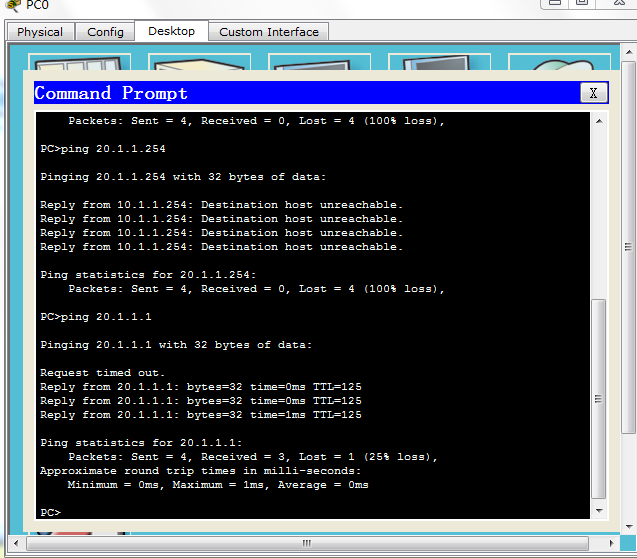 PC0
Physical Config Desktop Custom Interface
Command Prompt X
Packets: Sent = 4, Received = 0, Lost = 4 (100% loss),
PC>ping 20.1.1.254
Pinging 20.1.1.254 with 32 bytes of data:
Reply from 10.1.1.254: Destination host unreachable.
Reply from 10.1.1.254: Destination host unreachable.
Reply from 10.1.1.254: Destination host unreachable.
Reply from 10.1.1.254: Destination host unreachable.
Ping statistics for 20.1.1.254:
Packets: Sent = 4, Received = 0, Lost = 4 (100% loss),
PC>ping 20.1.1.1
Pinging 20.1.1.1 with 32 bytes of data:
Request timed out.
Reply from 20.1.1.1: bytes=32 time=0ms TTL=125
Reply from 20.1.1.1: bytes=32 time=0ms TTL=125
Reply from 20.1.1.1: bytes=32 time=1ms TTL=125
Ping statistics for 20.1.1.1:
Packets: Sent = 4, Received = 3, Lost = 1 (25% loss),
Approximate round trip times in milli-seconds:
Minimum = 0ms, Maximum = 1ms, Average = 0ms
PC>